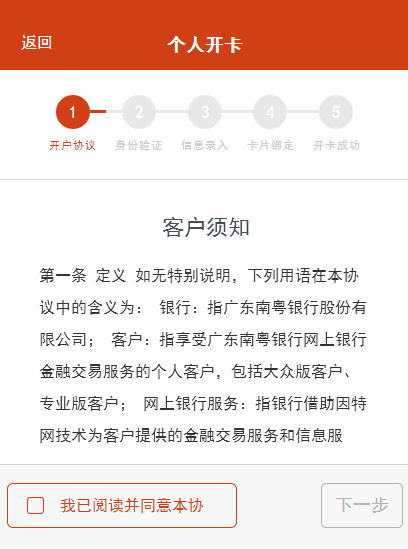 返回
个人开卡
1 2 3 4 5
开户协议 身份验证 信息录入 卡片绑定 开卡成功
客户须知
第一条 定义 如无特别说明，下列用语在本协
议中的含义为： 银行：指广东南粤银行股份有
限公司； 客户：指享受广东南粤银行网上银行
金融交易服务的个人客户，包括大众版客户、
专业版客户； 网上银行服务：指银行借助因特
网技术为客户提供的金融交易服务和信息服
我已阅读并同意本协 下一步